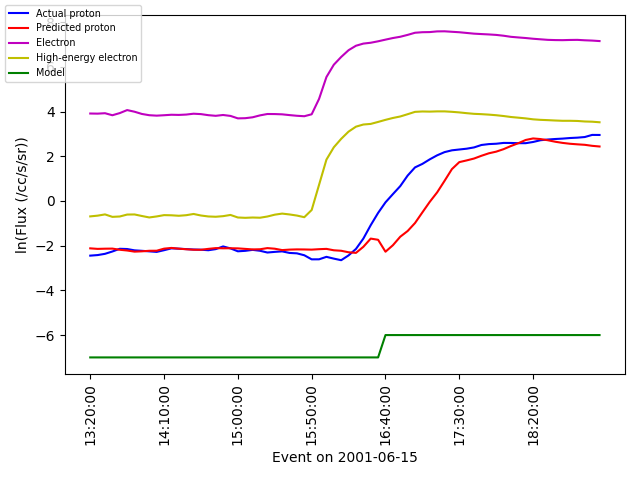 Actual proton
Predicted proton
Electron
High-energy electron
Model
8
6
4
2
0
−2
−4
−6
ln(Flux (/cc/s/sr))
13:20:00
14:10:00
15:00:00
15:50:00
16:40:00
17:30:00
18:20:00
Event on 2001-06-15